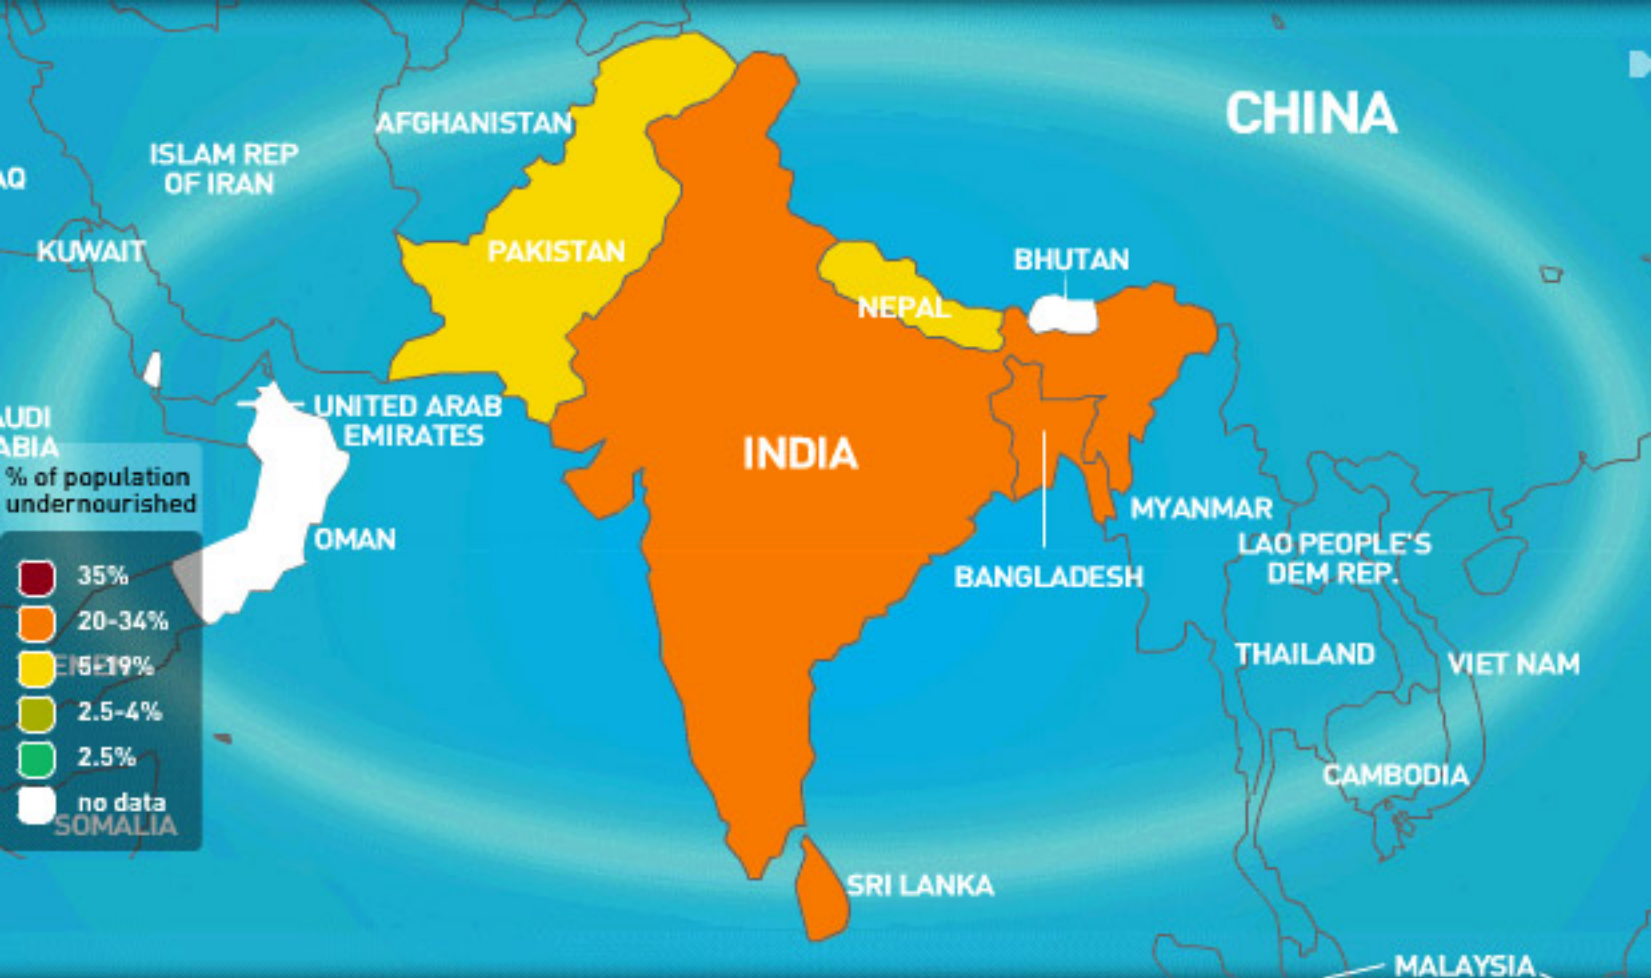 CHINA
AFGHANISTAN
ISLAM REP
OF IRAN
AQ
KUWAIT
PAKISTAN
BHUTAN
NEPAL
AUDI
ABIA
UNITED ARAB
EMIRATES
INDIA
% of population
undernourished
OMAN
MYANMAR
LAO PEOPLE'S
DEM REP.
BANGLADESH
35%
20-34%
5-19%
2.5-4%
2.5%
no data
SOMALIA
THAILAND
VIET NAM
CAMBODIA
SRI LANKA
MALAYSIA